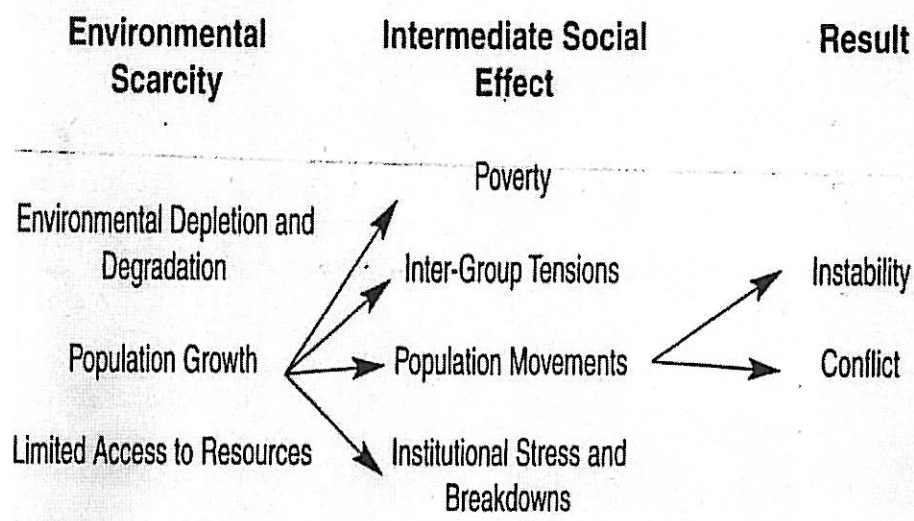 Environmental
Scarcity
Intermediate Social
Effect
Result
Poverty
Environmental Depletion and
Degradation
Inter-Group Tensions
Instability
Population Growth
Population Movements
Conflict
Limited Access to Resources
Institutional Stress and
Breakdowns